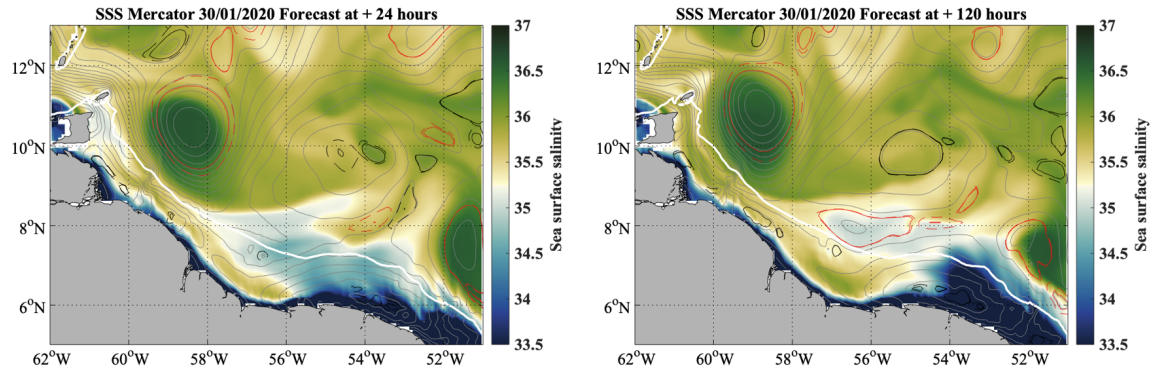 SSS Mercator 30/01/2020 Forecast at + 24 hours
12°N
10°N
8°N
6°N
62°W 60°W 58°W 56°W 54°W 52°W
37
36.5
36
35.5
35
34.5
34
33.5
Sea surface salinity
SSS Mercator 30/01/2020 Forecast at + 120 hours
12°N
10°N
8°N
6°N
62°W 60°W 58°W 56°W 54°W 52°W
37
36.5
36
35.5
35
34.5
34
33.5
Sea surface salinity